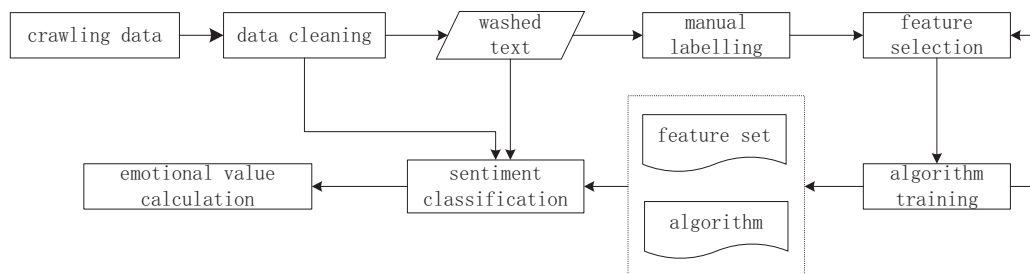 crawling data
data cleaning
washed
text
manual
labelling
feature
selection
feature set
emotional value
calculation
sentiment
classification
algorithm
algorithm
training